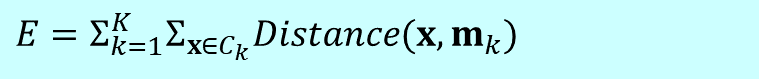 E = Σ_{k=1}^{K} Σ_{𝐱∈C_k} Distance(𝐱, 𝐦_k)